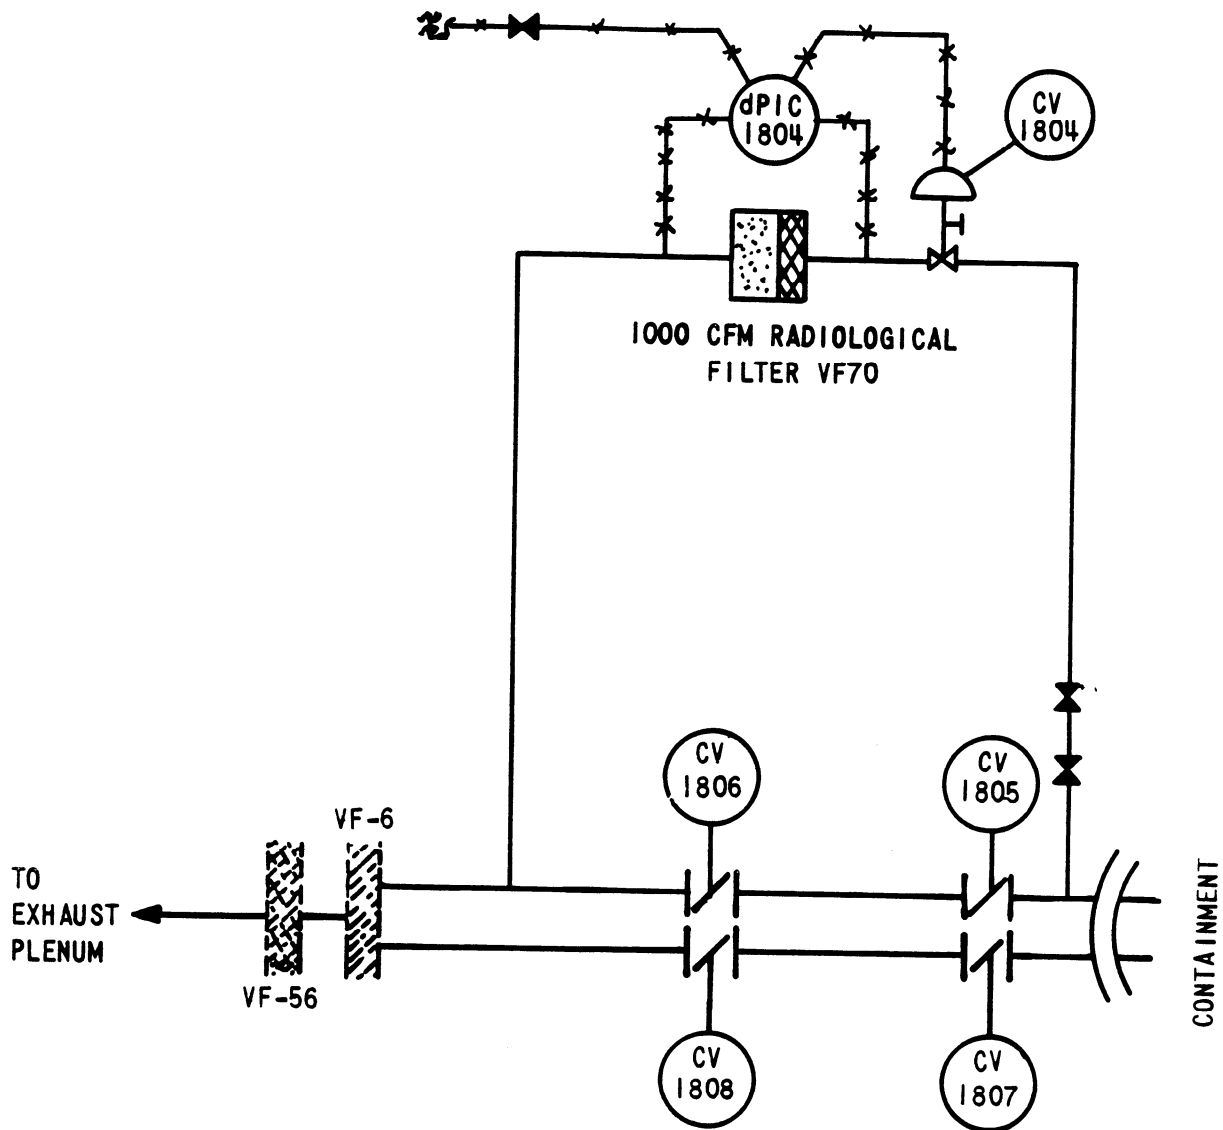 dPIC
1804
CV
1804
1000 CFM RADIOLOGICAL
FILTER VF70
CV
1806
CV
1805
VF-6
TO
EXHAUST
PLENUM
VF-56
CONTAINMENT
CV
1808
CV
1807